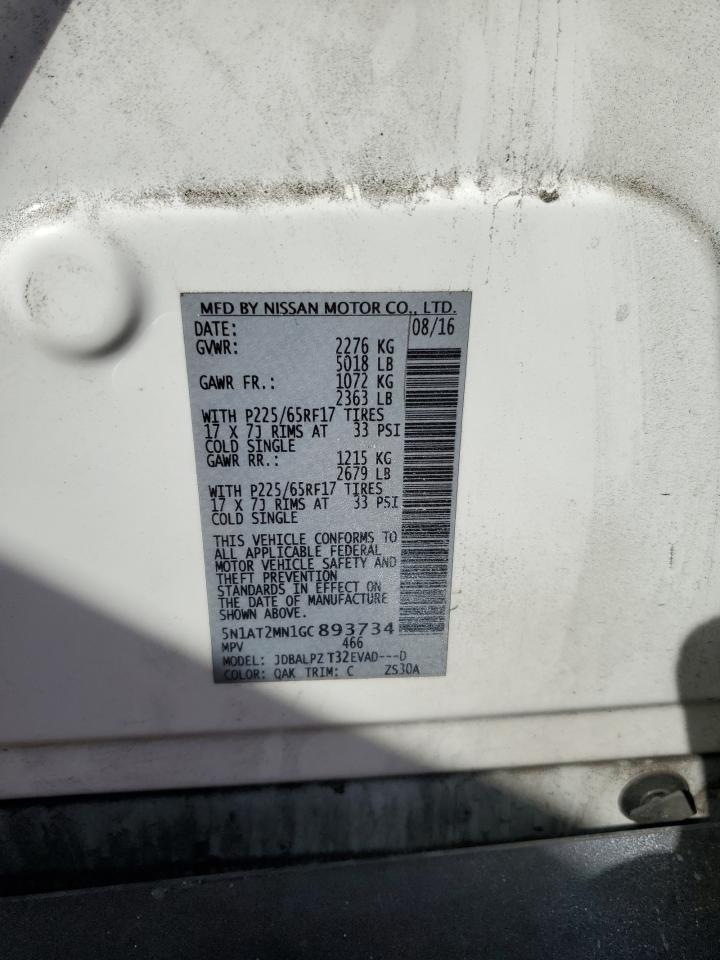 MFD BY NISSAN MOTOR CO., LTD.
DATE: 08/16
GVWR: 2276 KG
5018 LB
GAWR FR.: 1072 KG
2363 LB
WITH P225/65RF17 TIRES
17 X 7J RIMS AT 33 PSI
COLD SINGLE
GAWR RR.: 1215 KG
2679 LB
WITH P225/65RF17 TIRES
17 X 7J RIMS AT 33 PSI
COLD SINGLE
THIS VEHICLE CONFORMS TO
ALL APPLICABLE FEDERAL
MOTOR VEHICLE SAFETY AND
THEFT PREVENTION
STANDARDS IN EFFECT ON
THE DATE OF MANUFACTURE
SHOWN ABOVE.
5N1AT2MN1GC893734
MPV 466
MODEL: JDBALPZ T32EVAD---D
COLOR: QAK TRIM: C ZS30A